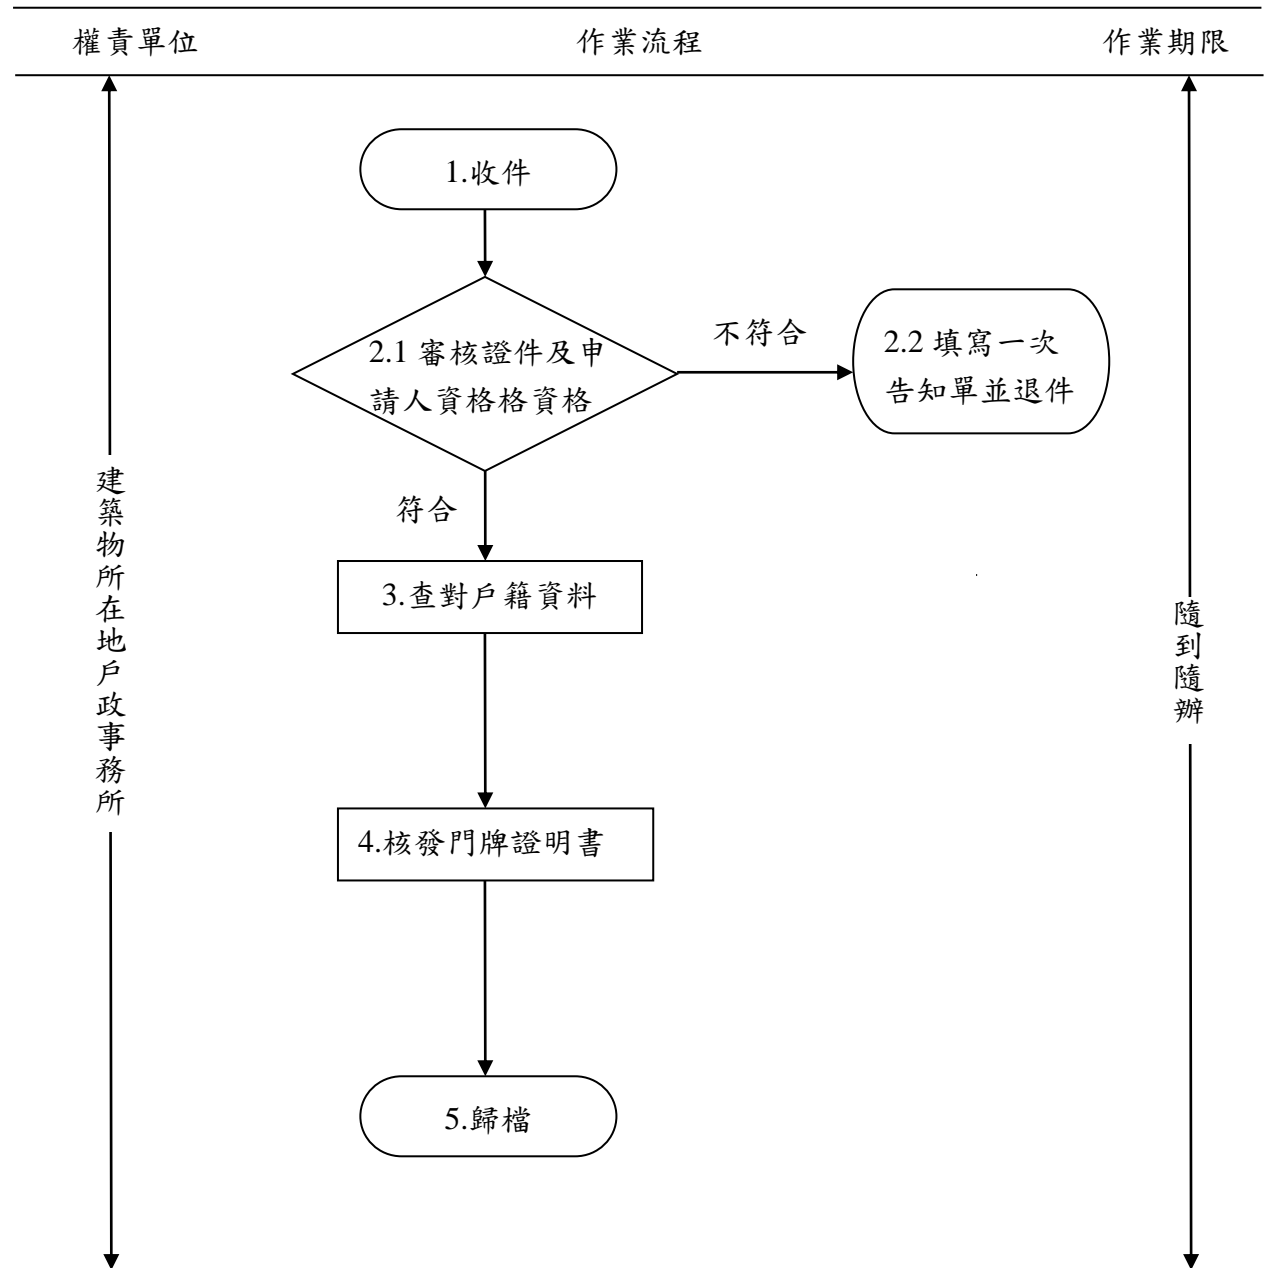 權責單位
作業流程
作業期限
1.收件
2.1 審核證件及申
請人資格格資格
不符合
2.2 填寫一次
告知單並退件
符合
3.查對戶籍資料
4.核發門牌證明書
5.歸檔
建築物所在地戶政事務所
隨到隨辦